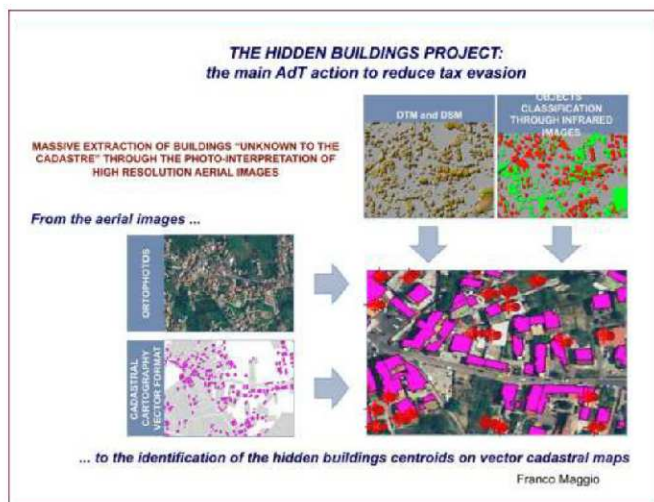 THE HIDDEN BUILDINGS PROJECT:
the main AdT action to reduce tax evasion
DTM and DSM
OBJECTS
CLASSIFICATION
THROUGH INFRARED
IMAGES
MASSIVE EXTRACTION OF BUILDINGS "UNKNOWN TO THE
CADASTRE" THROUGH THE PHOTO-INTERPRETATION OF
HIGH RESOLUTION AERIAL IMAGES
From the aerial images ...
ORTOPHOTOS
CADASTRAL
CARTOGRAPHY
VECTOR FORMAT
... to the identification of the hidden buildings centroids on vector cadastral maps
Franco Maggio